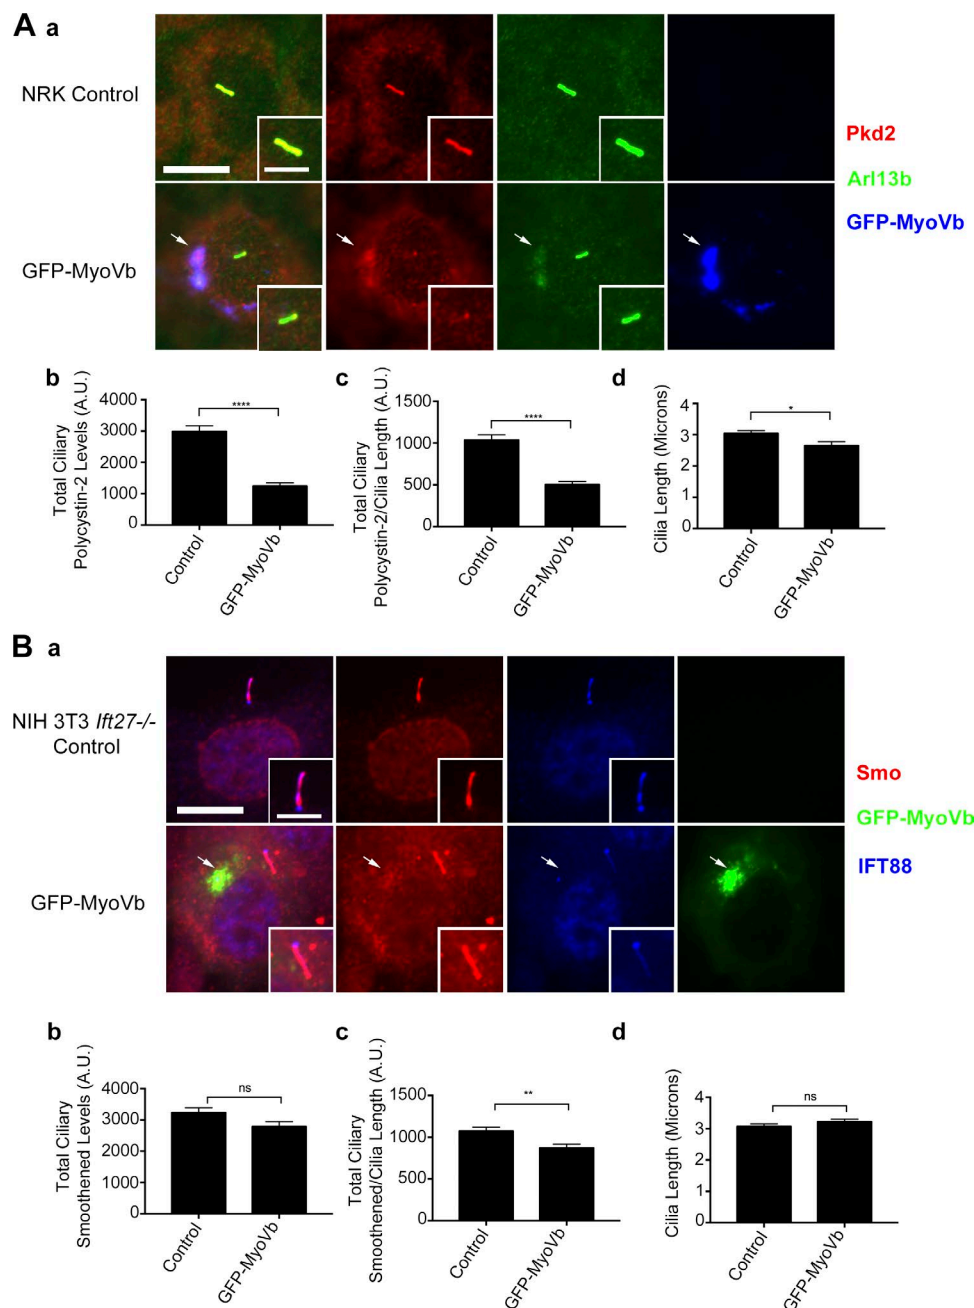 A a
NRK Control
GFP-MyoVb
Pkd2
Arl13b
GFP-MyoVb
b
Total Ciliary
Polycystin-2 Levels (A.U.)
4000
3000
2000
1000
0
****
Control
GFP-MyoVb
c
Total Ciliary
Polycystin-2/Cilia Length (A.U.)
1500
1000
500
0
****
Control
GFP-MyoVb
d
Cilia Length (Microns)
4
3
2
1
0
*
Control
GFP-MyoVb
B a
NIH 3T3 Ift27-/-
Control
GFP-MyoVb
Smo
GFP-MyoVb
IFT88
b
Total Ciliary
Smoothened Levels (A.U.)
4000
3000
2000
1000
0
ns
Control
GFP-MyoVb
c
Total Ciliary
Smoothened/Cilia Length (A.U.)
1500
1000
500
0
**
Control
GFP-MyoVb
d
Cilia Length (Microns)
4
3
2
1
0
ns
Control
GFP-MyoVb